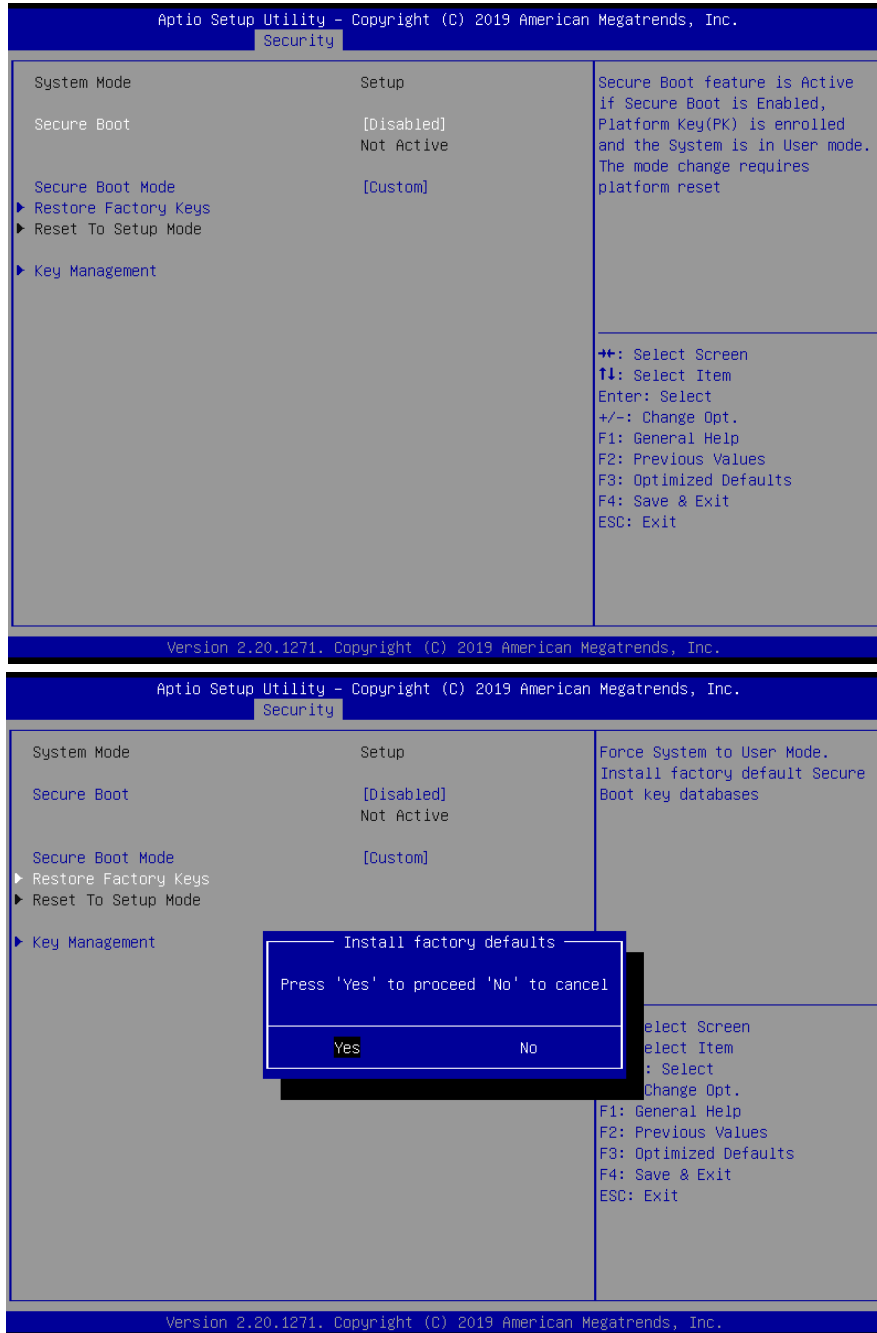 Aptio Setup Utility – Copyright (C) 2019 American Megatrends, Inc.
Security
System Mode Setup
Secure Boot [Disabled]
Not Active
Secure Boot Mode [Custom]
Restore Factory Keys
Reset To Setup Mode
Key Management
Secure Boot feature is Active
if Secure Boot is Enabled,
Platform Key(PK) is enrolled
and the System is in User mode.
The mode change requires
platform reset
→←: Select Screen
↑↓: Select Item
Enter: Select
+/-: Change Opt.
F1: General Help
F2: Previous Values
F3: Optimized Defaults
F4: Save & Exit
ESC: Exit
Version 2.20.1271. Copyright (C) 2019 American Megatrends, Inc.
Aptio Setup Utility – Copyright (C) 2019 American Megatrends, Inc.
Security
System Mode Setup
Secure Boot [Disabled]
Not Active
Secure Boot Mode [Custom]
Restore Factory Keys
Reset To Setup Mode
Key Management
Install factory defaults
Press 'Yes' to proceed 'No' to cancel
Yes No
Force System to User Mode.
Install factory default Secure
Boot key databases
elect Screen
elect Item
: Select
Change Opt.
F1: General Help
F2: Previous Values
F3: Optimized Defaults
F4: Save & Exit
ESC: Exit
Version 2.20.1271. Copyright (C) 2019 American Megatrends, Inc.